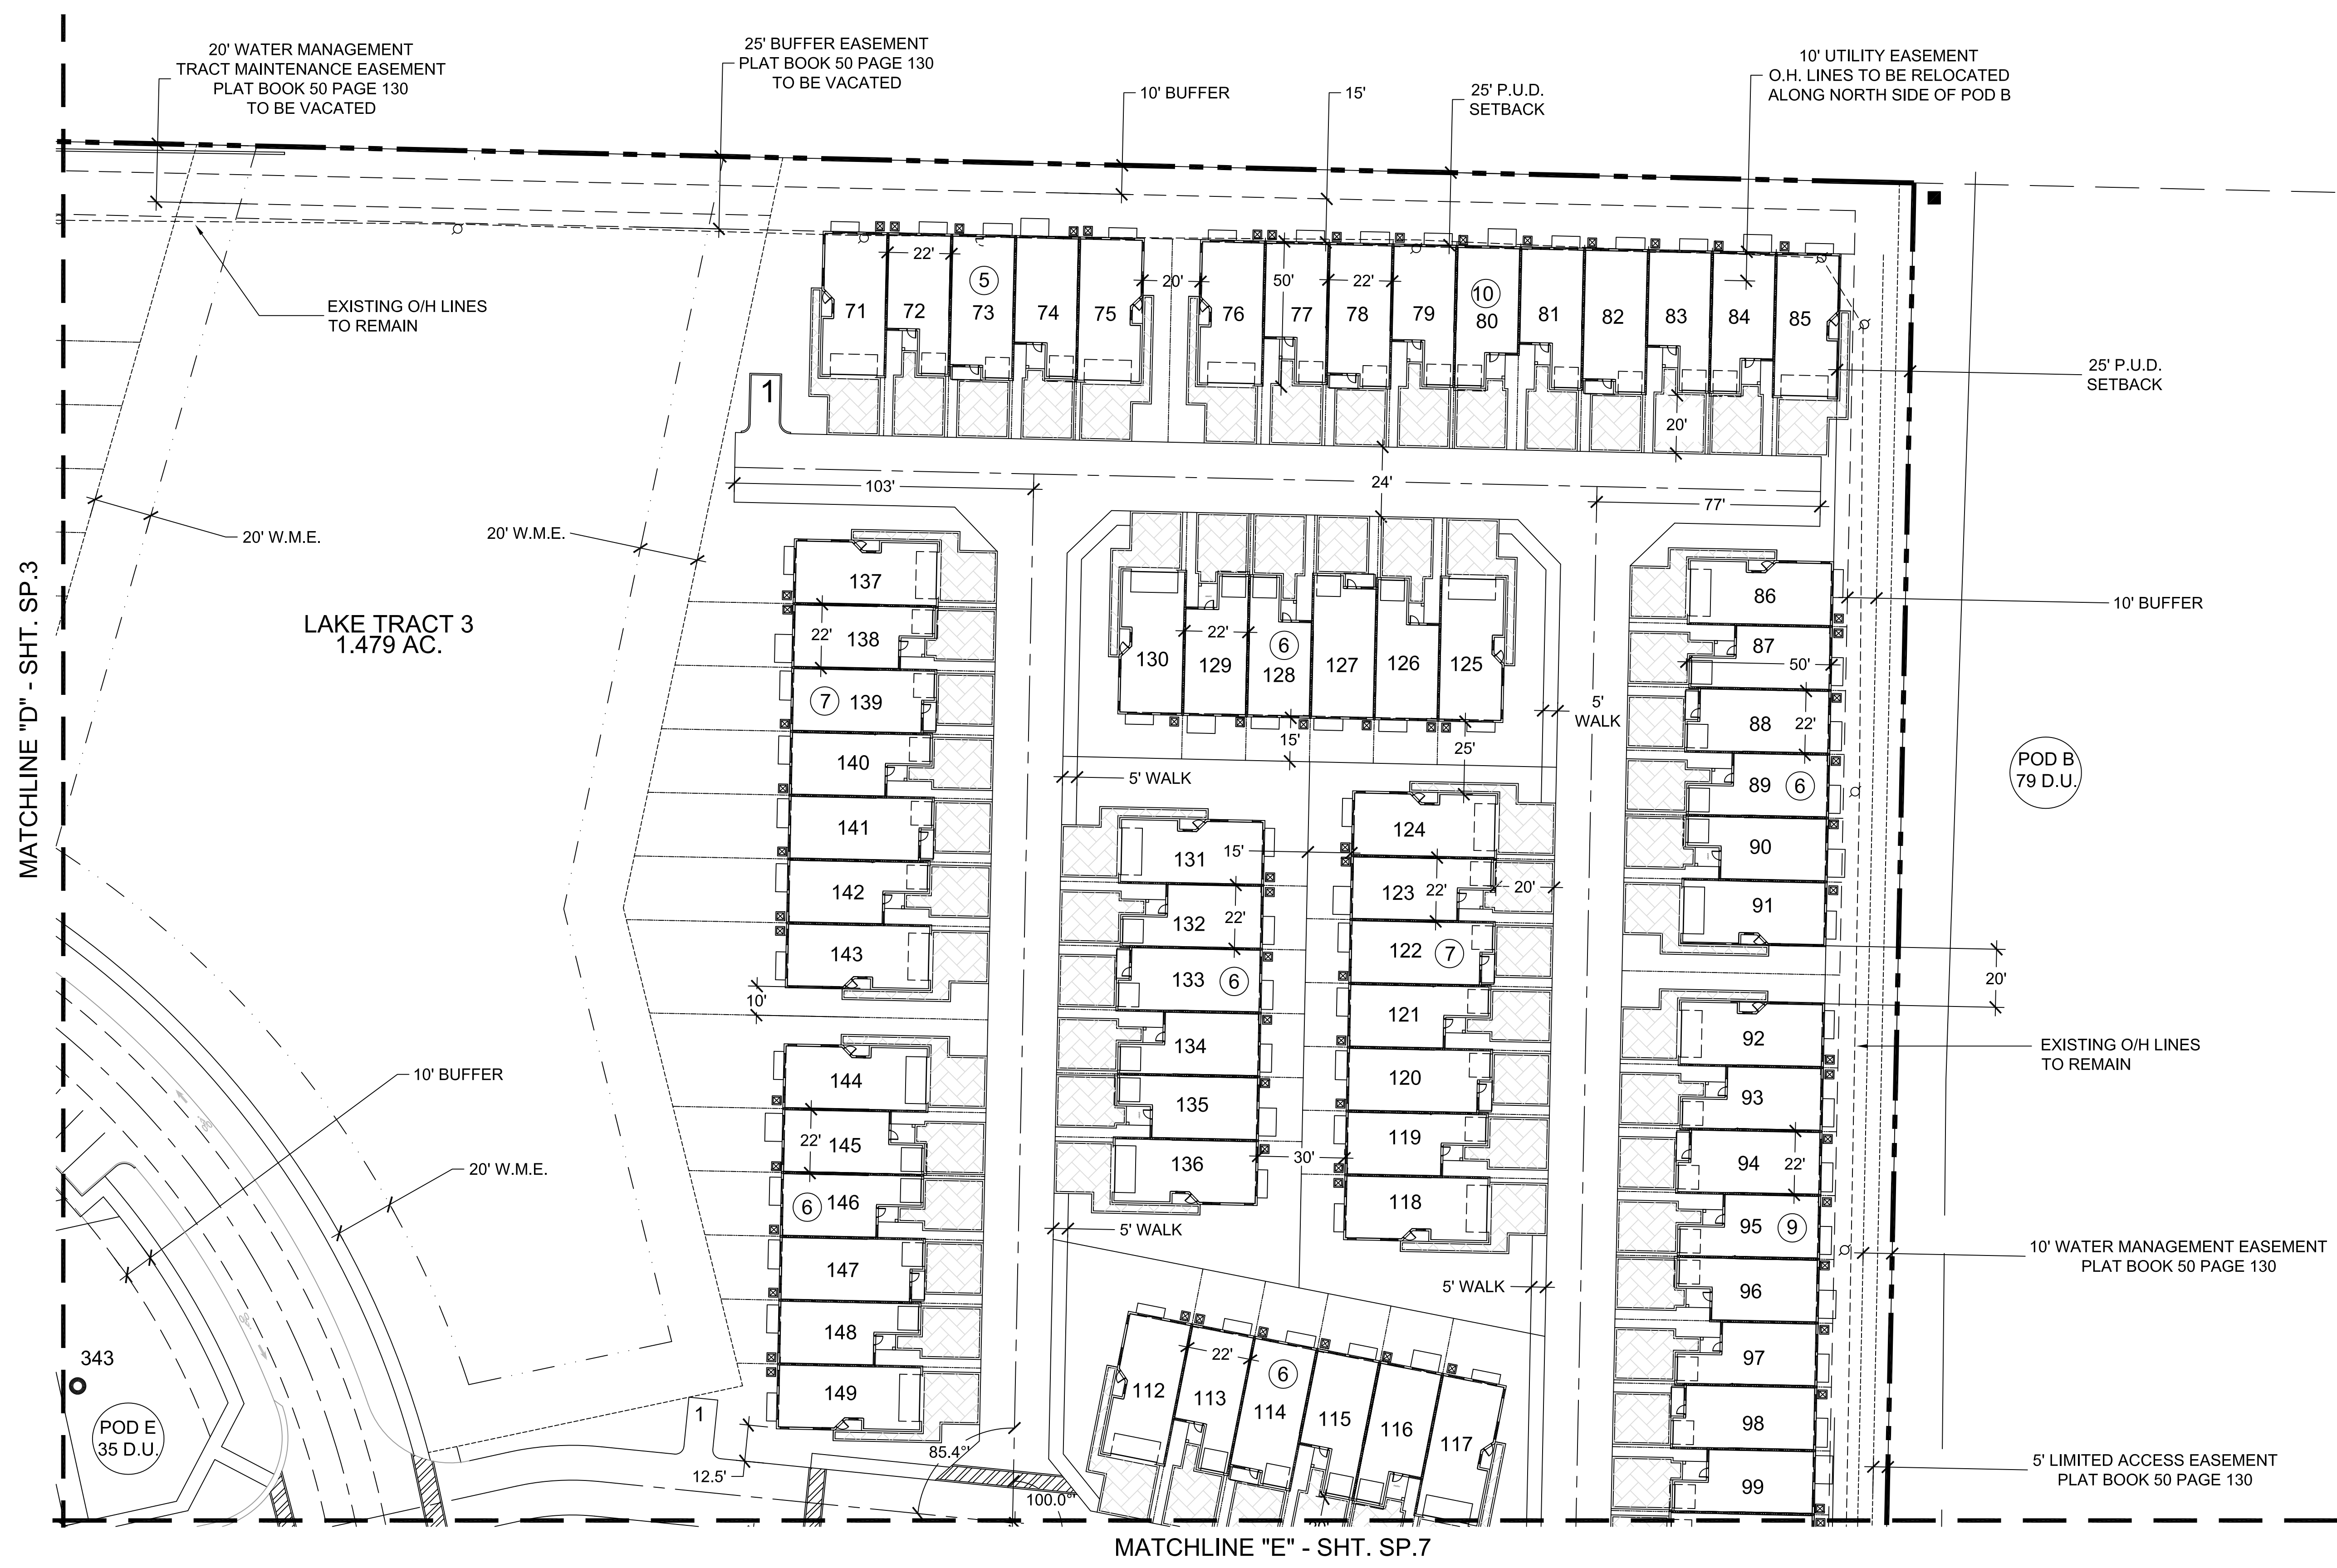 20' WATER MANAGEMENT
TRACT MAINTENANCE EASEMENT
PLAT BOOK 50 PAGE 130
TO BE VACATED
25' BUFFER EASEMENT
PLAT BOOK 50 PAGE 130
TO BE VACATED
10' BUFFER
15'
25' P.U.D.
SETBACK
10' UTILITY EASEMENT
O.H. LINES TO BE RELOCATED
ALONG NORTH SIDE OF POD B
EXISTING O/H LINES
TO REMAIN
22'
5
20'
50'
22'
10
71
72
73
74
75
76
77
78
79
80
81
82
83
84
85
25' P.U.D.
SETBACK
1
20'
103'
24'
77'
20' W.M.E.
20' W.M.E.
MATCHLINE "D" - SHT. SP.3
LAKE TRACT 3
1.479 AC.
137
22'
138
7
139
140
141
142
143
10'
130
22'
129
6
128
127
126
125
15'
25'
5'
WALK
5' WALK
86
87
50'
88
22'
89
6
90
91
10' BUFFER
POD B
79 D.U.
20'
131
15'
22'
132
133
6
134
135
136
30'
124
123
22'
20'
122
7
121
120
119
118
92
93
94
22'
95
9
96
97
98
99
EXISTING O/H LINES
TO REMAIN
144
22'
145
6
146
147
148
149
10' BUFFER
20' W.M.E.
5' WALK
5' WALK
10' WATER MANAGEMENT EASEMENT
PLAT BOOK 50 PAGE 130
112
22'
113
6
114
115
116
117
343
POD E
35 D.U.
1
12.5'
85.4°'
100.0°'
5' LIMITED ACCESS EASEMENT
PLAT BOOK 50 PAGE 130
MATCHLINE "E" - SHT. SP.7